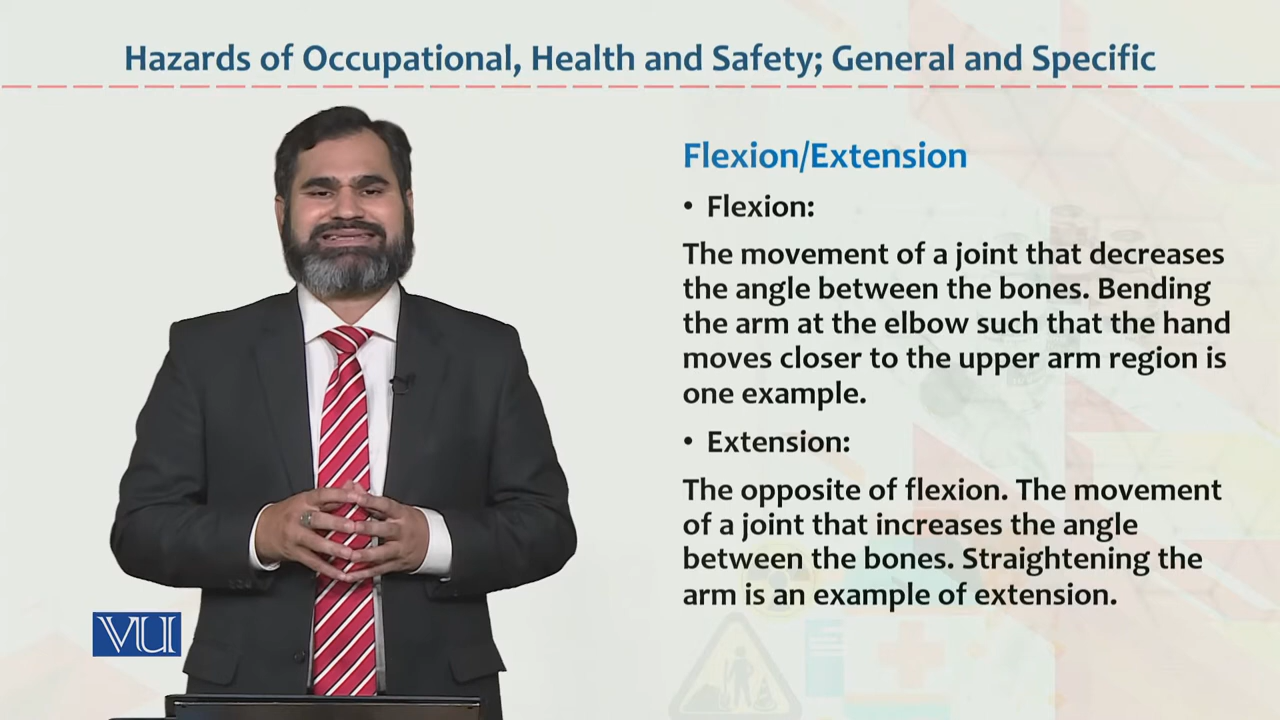 Hazards of Occupational, Health and Safety; General and Specific
Flexion/Extension
• Flexion:
The movement of a joint that decreases
the angle between the bones. Bending
the arm at the elbow such that the hand
moves closer to the upper arm region is
one example.
• Extension:
The opposite of flexion. The movement
of a joint that increases the angle
between the bones. Straightening the
arm is an example of extension.
VU